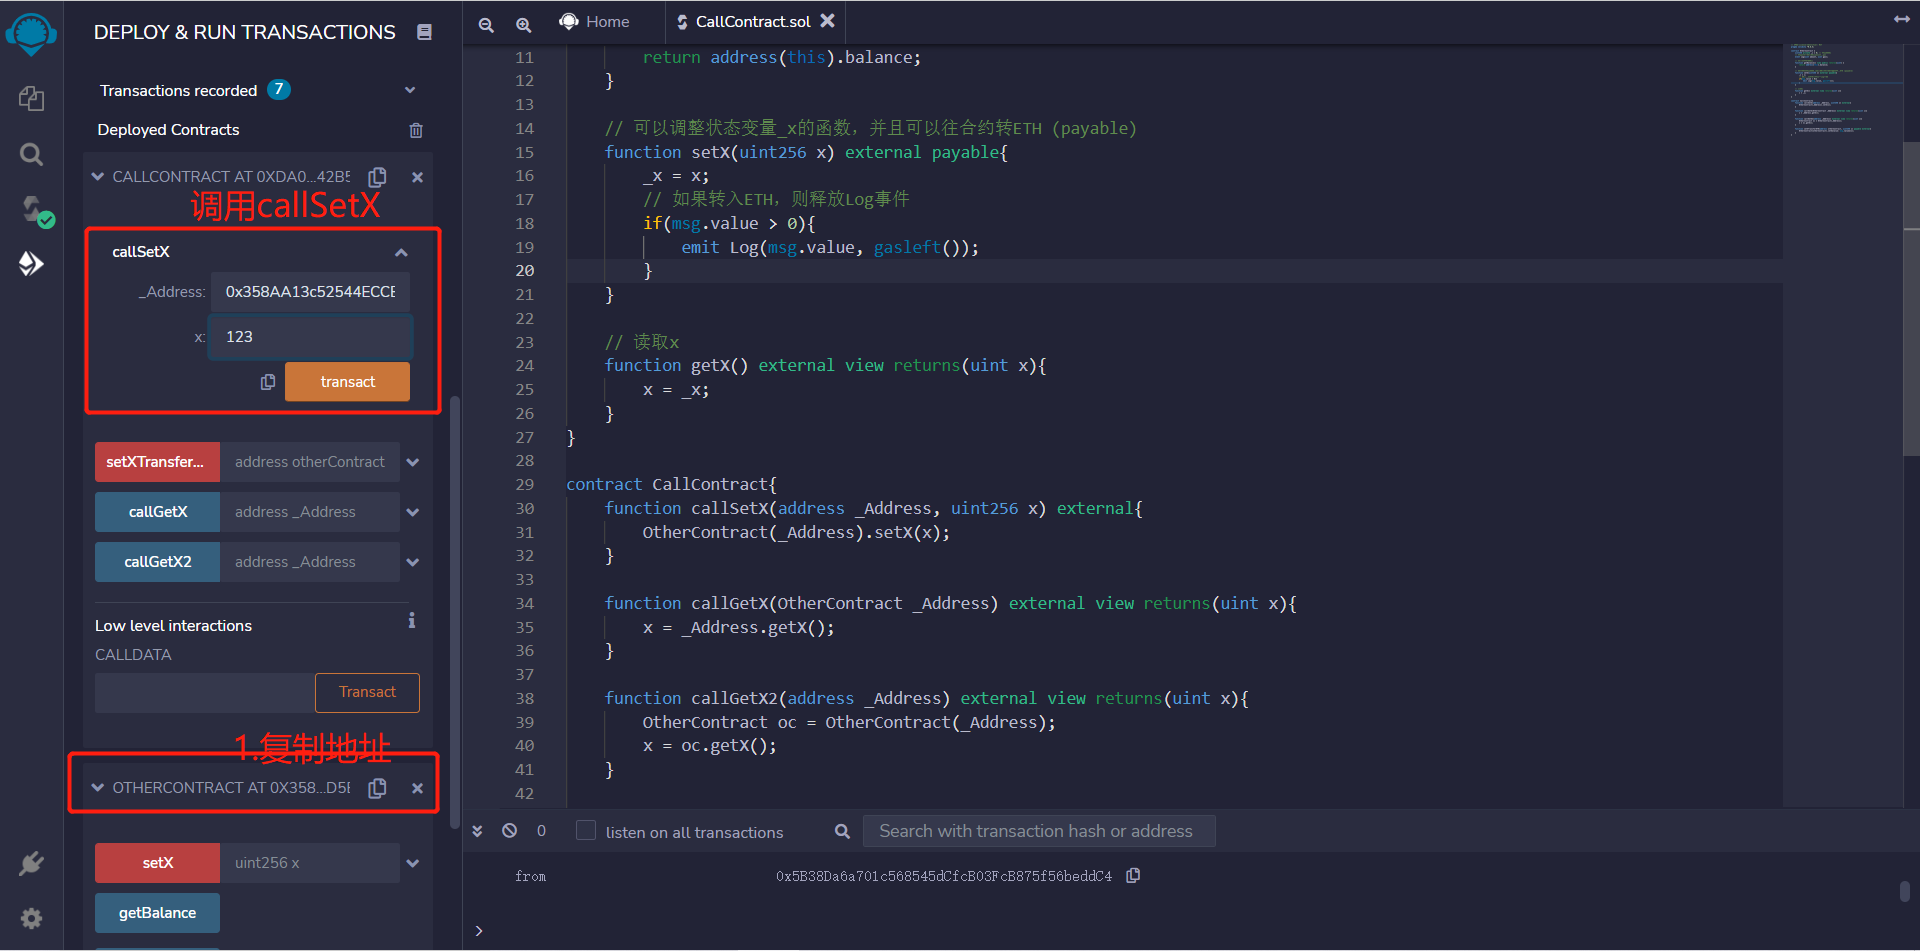 DEPLOY & RUN TRANSACTIONS
Transactions recorded 7
Deployed Contracts
CALLCONTRACT AT 0XDA0...42B5
调用callSetX
callSetX
_Address: 0x358AA13c52544ECCE
x: 123
transact
setXTransfer... address otherContract
callGetX address _Address
callGetX2 address _Address
Low level interactions
CALLDATA
Transact
1.复制地址
OTHERCONTRACT AT 0X358...D5E
setX uint256 x
getBalance
Home
CallContract.sol
11 return address(this).balance;
12 }
13
14 // 可以调整状态变量_x的函数，并且可以往合约转ETH (payable)
15 function setX(uint256 x) external payable{
16 _x = x;
17 // 如果转入ETH，则释放Log事件
18 if(msg.value > 0){
19 emit Log(msg.value, gasleft());
20 }
21 }
22
23 // 读取x
24 function getX() external view returns(uint x){
25 x = _x;
26 }
27 }
28
29 contract CallContract{
30 function callSetX(address _Address, uint256 x) external{
31 OtherContract(_Address).setX(x);
32 }
33
34 function callGetX(OtherContract _Address) external view returns(uint x){
35 x = _Address.getX();
36 }
37
38 function callGetX2(address _Address) external view returns(uint x){
39 OtherContract oc = OtherContract(_Address);
40 x = oc.getX();
41 }
42
0 listen on all transactions Search with transaction hash or address
from 0x5B38Da6a701c568545dCfcB03FcB875f56beddC4
>